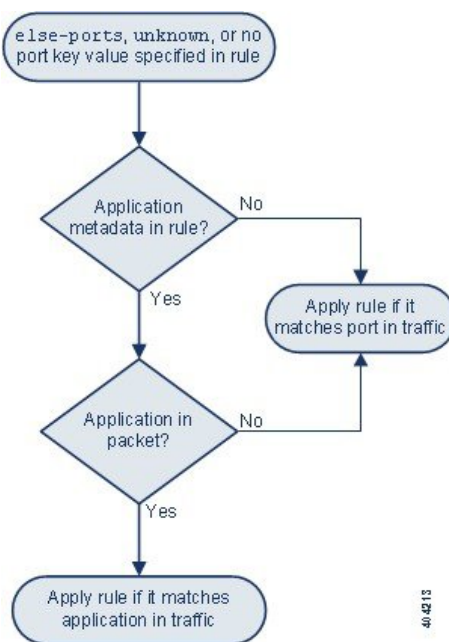 else-ports, unknown, or no
port key value specified in rule
Application
metadata in rule?
No
Yes
Apply rule if it
matches port in traffic
Application in
packet?
No
Yes
Apply rule if it matches
application in traffic
404213